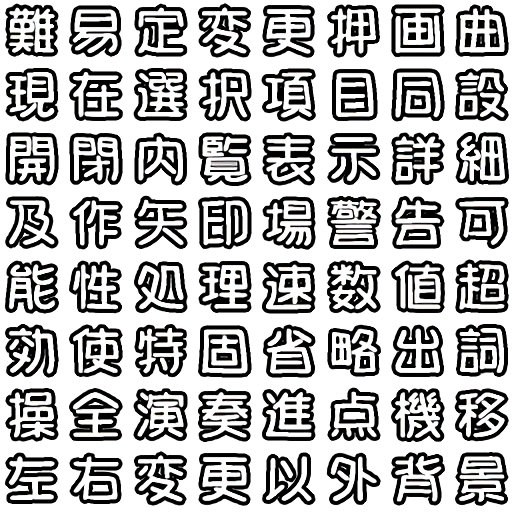 難易定変更押画曲
現在選択項目同設
開閉内覧表示詳細
及作矢印場警告可
能性処理速数値超
効使特固省略出詞
操全演奏進点機移
左右変更以外背景